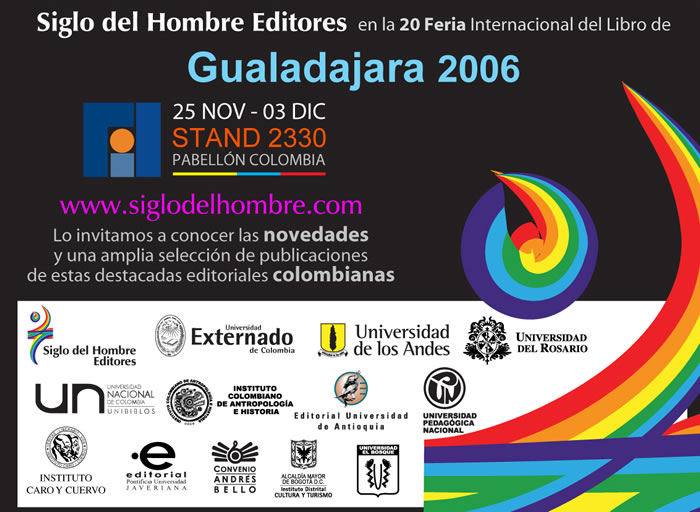 Siglo del Hombre Editores en la 20 Feria Internacional del Libro de
Gualadajara 2006
25 NOV - 03 DIC
STAND 2330
PABELLÓN COLOMBIA
www.siglodelhombre.com
Lo invitamos a conocer las novedades
y una amplia selección de publicaciones
de estas destacadas editoriales colombianas
Siglo del Hombre
Editores
Universidad
Externado
de Colombia
Universidad
de los Andes
UNIVERSIDAD
DEL ROSARIO
un
UNIVERSIDAD
NACIONAL
DE COLOMBIA
UNIBIBLOS
INSTITUTO
COLOMBIANO
DE ANTROPOLOGÍA
E HISTORIA
Editorial Universidad
de Antioquia
UNIVERSIDAD
PEDAGÓGICA
NACIONAL
INSTITUTO
CARO Y CUERVO
e
editorial
Pontificia Universidad
JAVERIANA
CONVENIO
ANDRÉS
BELLO
ALCALDÍA MAYOR
DE BOGOTÁ D.C.
Instituto Distrital
CULTURA Y TURISMO
UNIVERSIDAD
EL BOSQUE